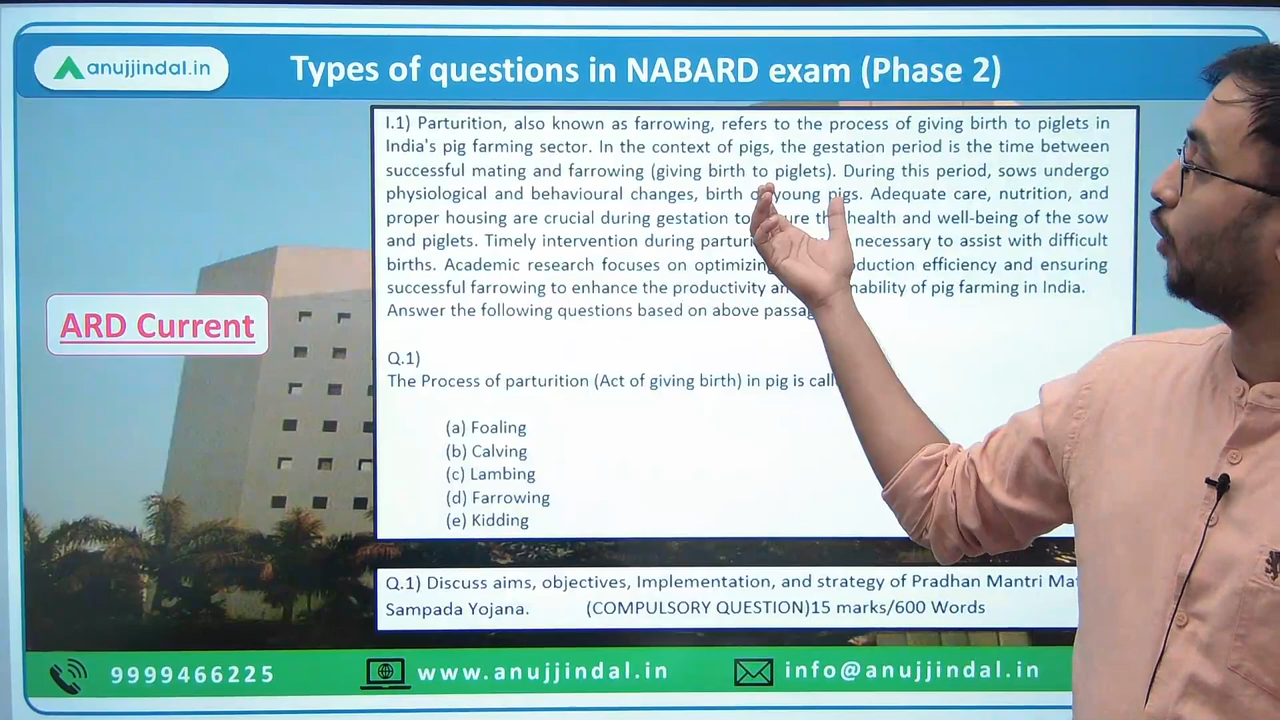 anujjindal.in
Types of questions in NABARD exam (Phase 2)
I.1) Parturition, also known as farrowing, refers to the process of giving birth to piglets in
India's pig farming sector. In the context of pigs, the gestation period is the time between
successful mating and farrowing (giving birth to piglets). During this period, sows undergo
physiological and behavioural changes, birth of young pigs. Adequate care, nutrition, and
proper housing are crucial during gestation to health and well-being of the sow
and piglets. Timely intervention during necessary to assist with difficult
births. Academic research focuses on optimizing efficiency and ensuring
successful farrowing to enhance the productivity of pig farming in India.
Answer the following questions based on above
ARD Current
Q.1)
The Process of parturition (Act of giving birth) in pig is
(a) Foaling
(b) Calving
(c) Lambing
(d) Farrowing
(e) Kidding
Q.1) Discuss aims, objectives, Implementation, and strategy of Pradhan Mantri
Sampada Yojana. (COMPULSORY QUESTION)15 marks/600 Words
9999466225
www.anujjindal.in
info@anujjindal.in